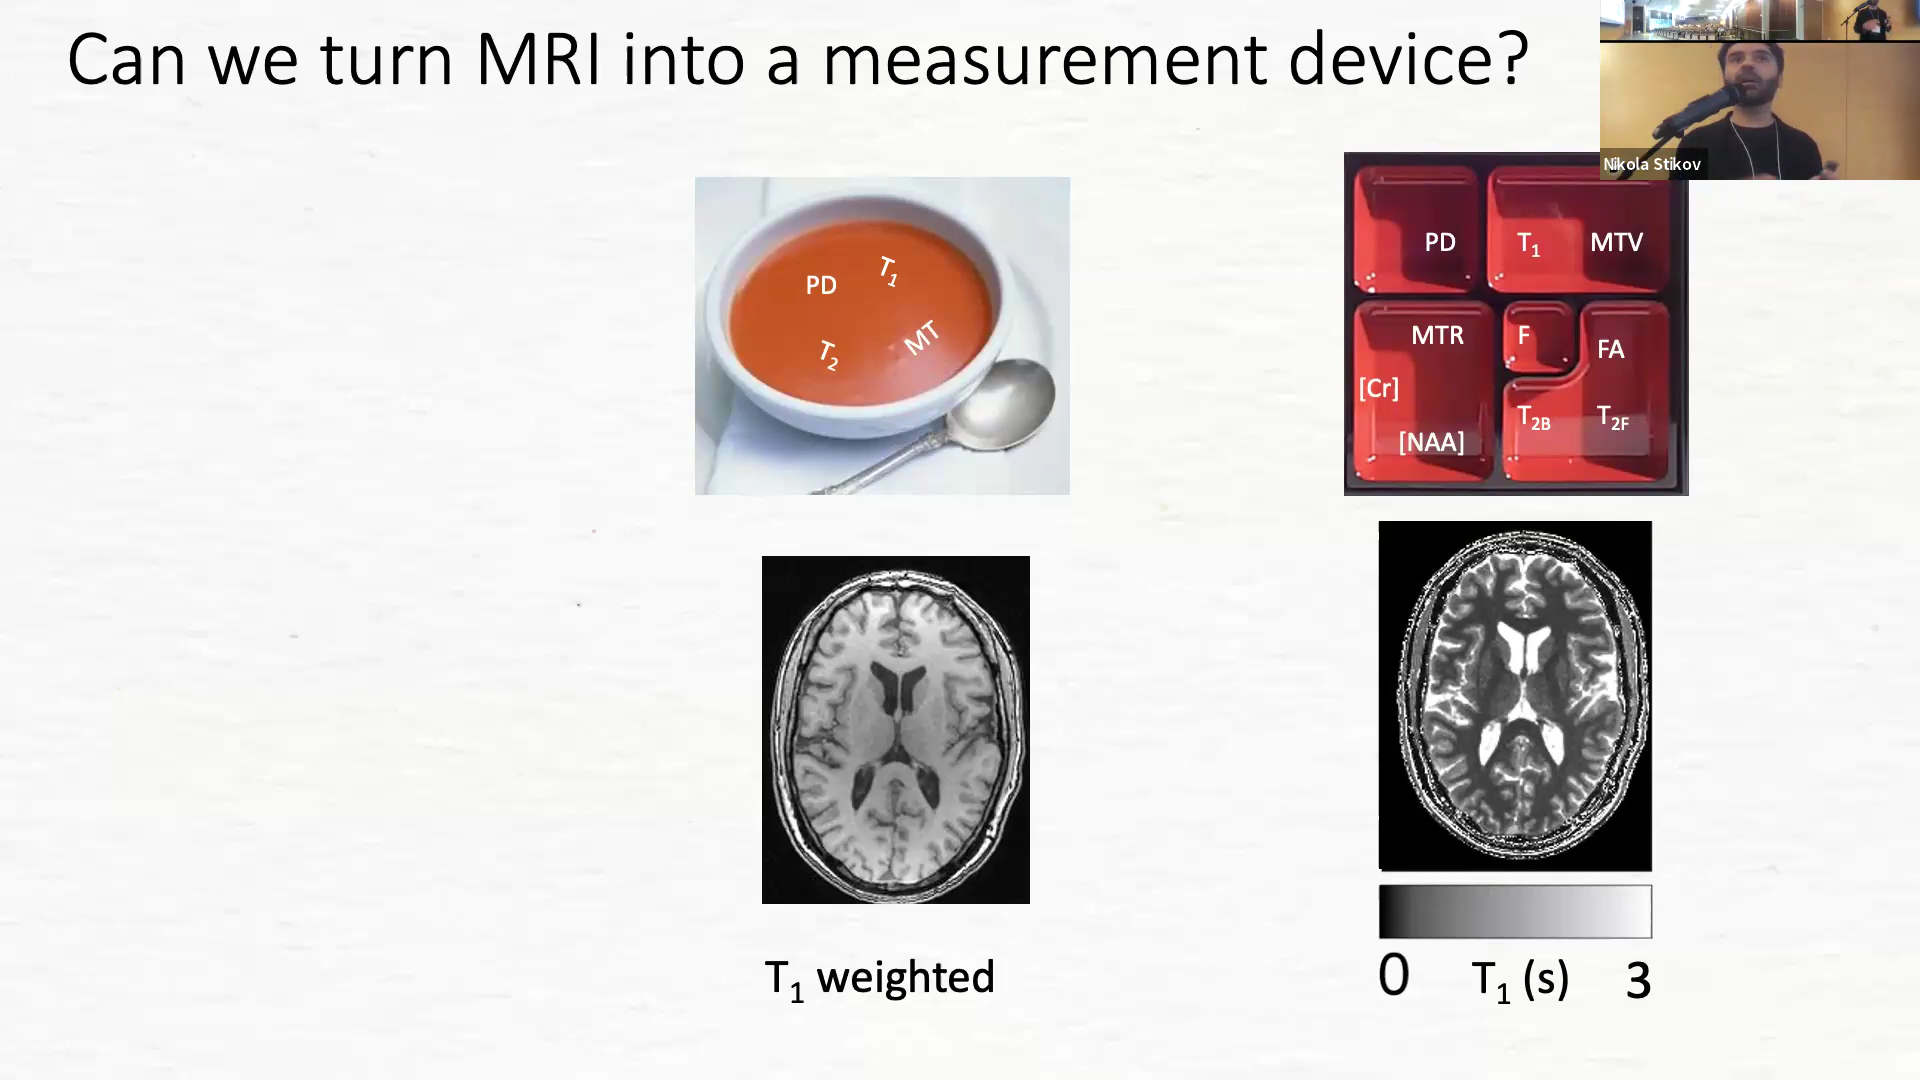 Can we turn MRI into a measurement device?
Nikola Stikov
PD
T1
T2
MT
PD
T1
MTV
MTR
F
FA
[Cr]
T2B
T2F
[NAA]
T1 weighted
0 T1 (s) 3